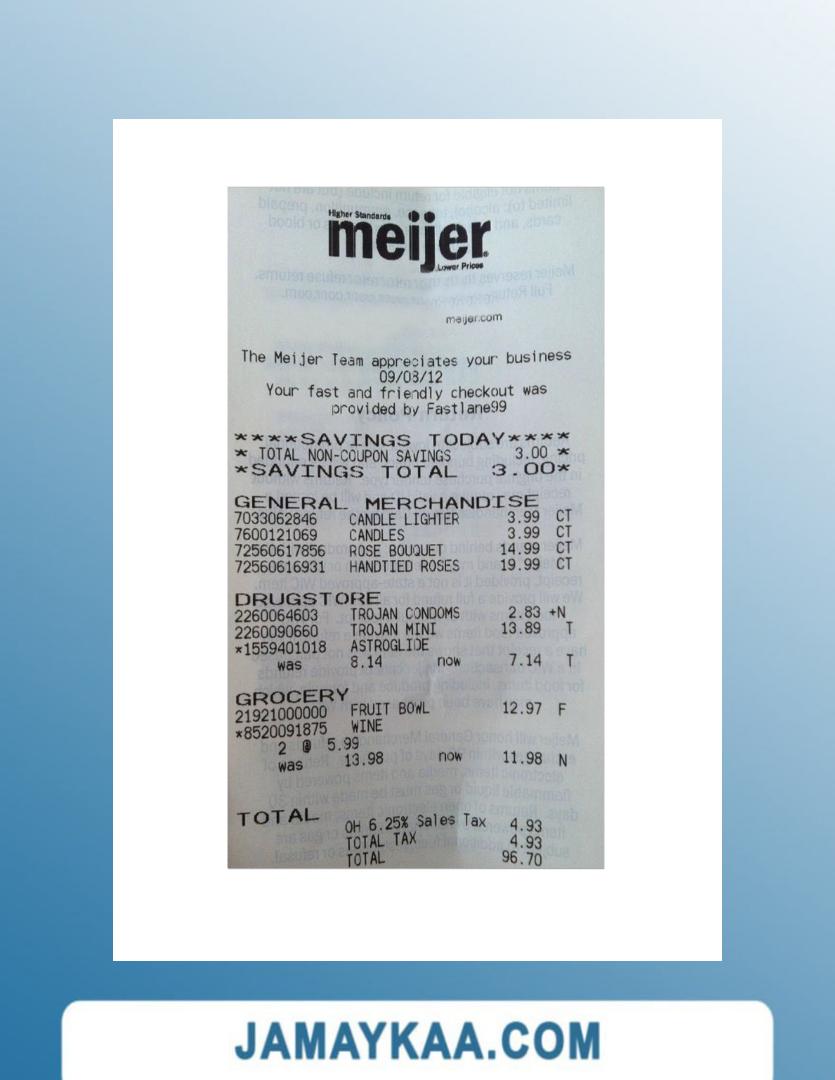 Higher Standards
meijer
Lower Prices
meijer.com
The Meijer Team appreciates your business
09/08/12
Your fast and friendly checkout was
provided by Fastlane99
****SAVINGS TODAY****
* TOTAL NON-COUPON SAVINGS 3.00 *
*SAVINGS TOTAL 3.00*
GENERAL MERCHANDISE
7033062846 CANDLE LIGHTER 3.99 CT
7600121069 CANDLES 3.99 CT
72560617856 ROSE BOUQUET 14.99 CT
72560616931 HANDTIED ROSES 19.99 CT
DRUGSTORE
2260064603 TROJAN CONDOMS 2.83 +N
2260090660 TROJAN MINI 13.89 T
*1559401018 ASTROGLIDE
was 8.14 now 7.14 T
GROCERY
21921000000 FRUIT BOWL 12.97 F
*8520091875 WINE
2 @ 5.99
was 13.98 now 11.98 N
TOTAL
OH 6.25% Sales Tax 4.93
TOTAL TAX 4.93
TOTAL 96.70
JAMAYKAA.COM